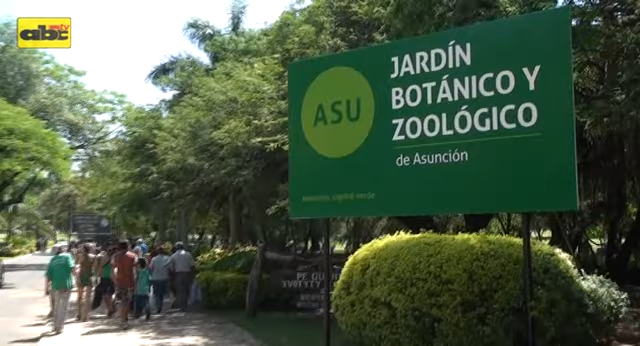 abc
ASU
JARDÍN
BOTÁNICO Y
ZOOLÓGICO
de Asunción